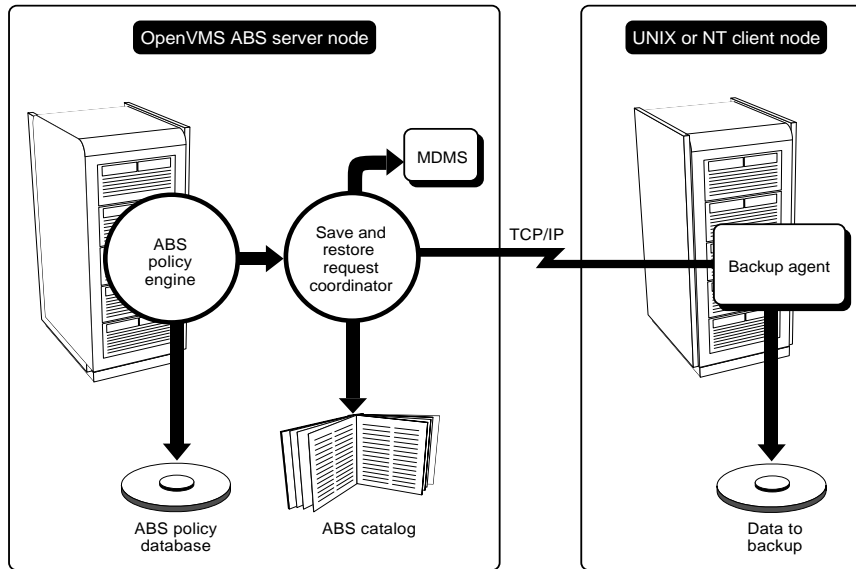 OpenVMS ABS server node
UNIX or NT client node
MDMS
ABS
policy
engine
Save and
restore
request
coordinator
TCP/IP
Backup agent
ABS policy
database
ABS catalog
Data to
backup